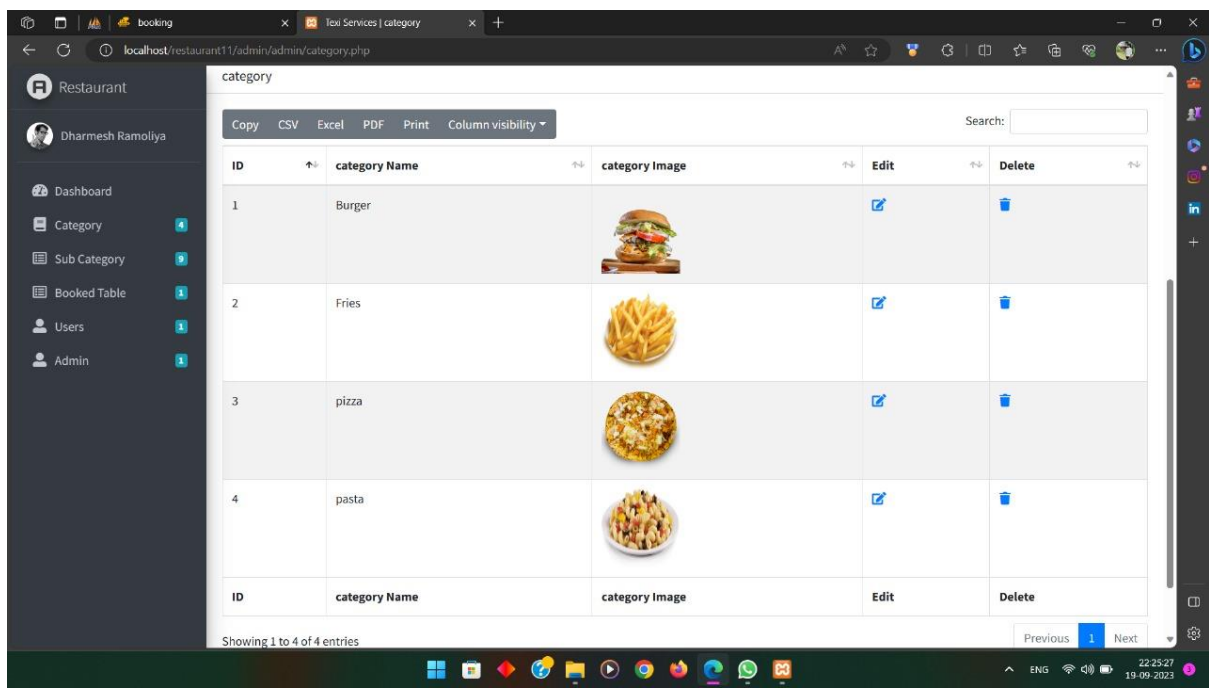 booking
Texi Services | category
localhost/restaurant11/admin/admin/category.php
Restaurant
Dharmesh Ramoliya
Dashboard
Category 4
Sub Category 9
Booked Table 1
Users 1
Admin 1
category
Copy CSV Excel PDF Print Column visibility
Search:
ID category Name category Image Edit Delete
1 Burger
2 Fries
3 pizza
4 pasta
ID category Name category Image Edit Delete
Showing 1 to 4 of 4 entries
Previous 1 Next
ENG
22:25:27
19-09-2023
3